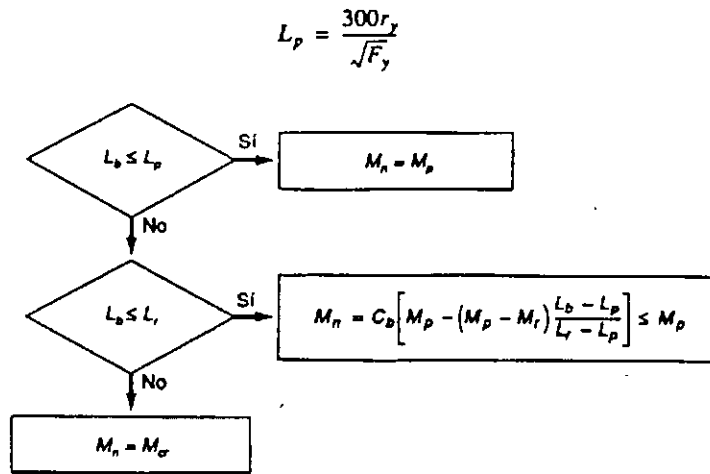 L_p = 300r_y / √F_y
L_b ≤ L_p
Sí
M_n = M_p
No
L_b ≤ L_r
Sí
M_n = C_b[M_p − (M_p − M_r) (L_b − L_p) / (L_r − L_p)] ≤ M_p
No
M_n = M_cr